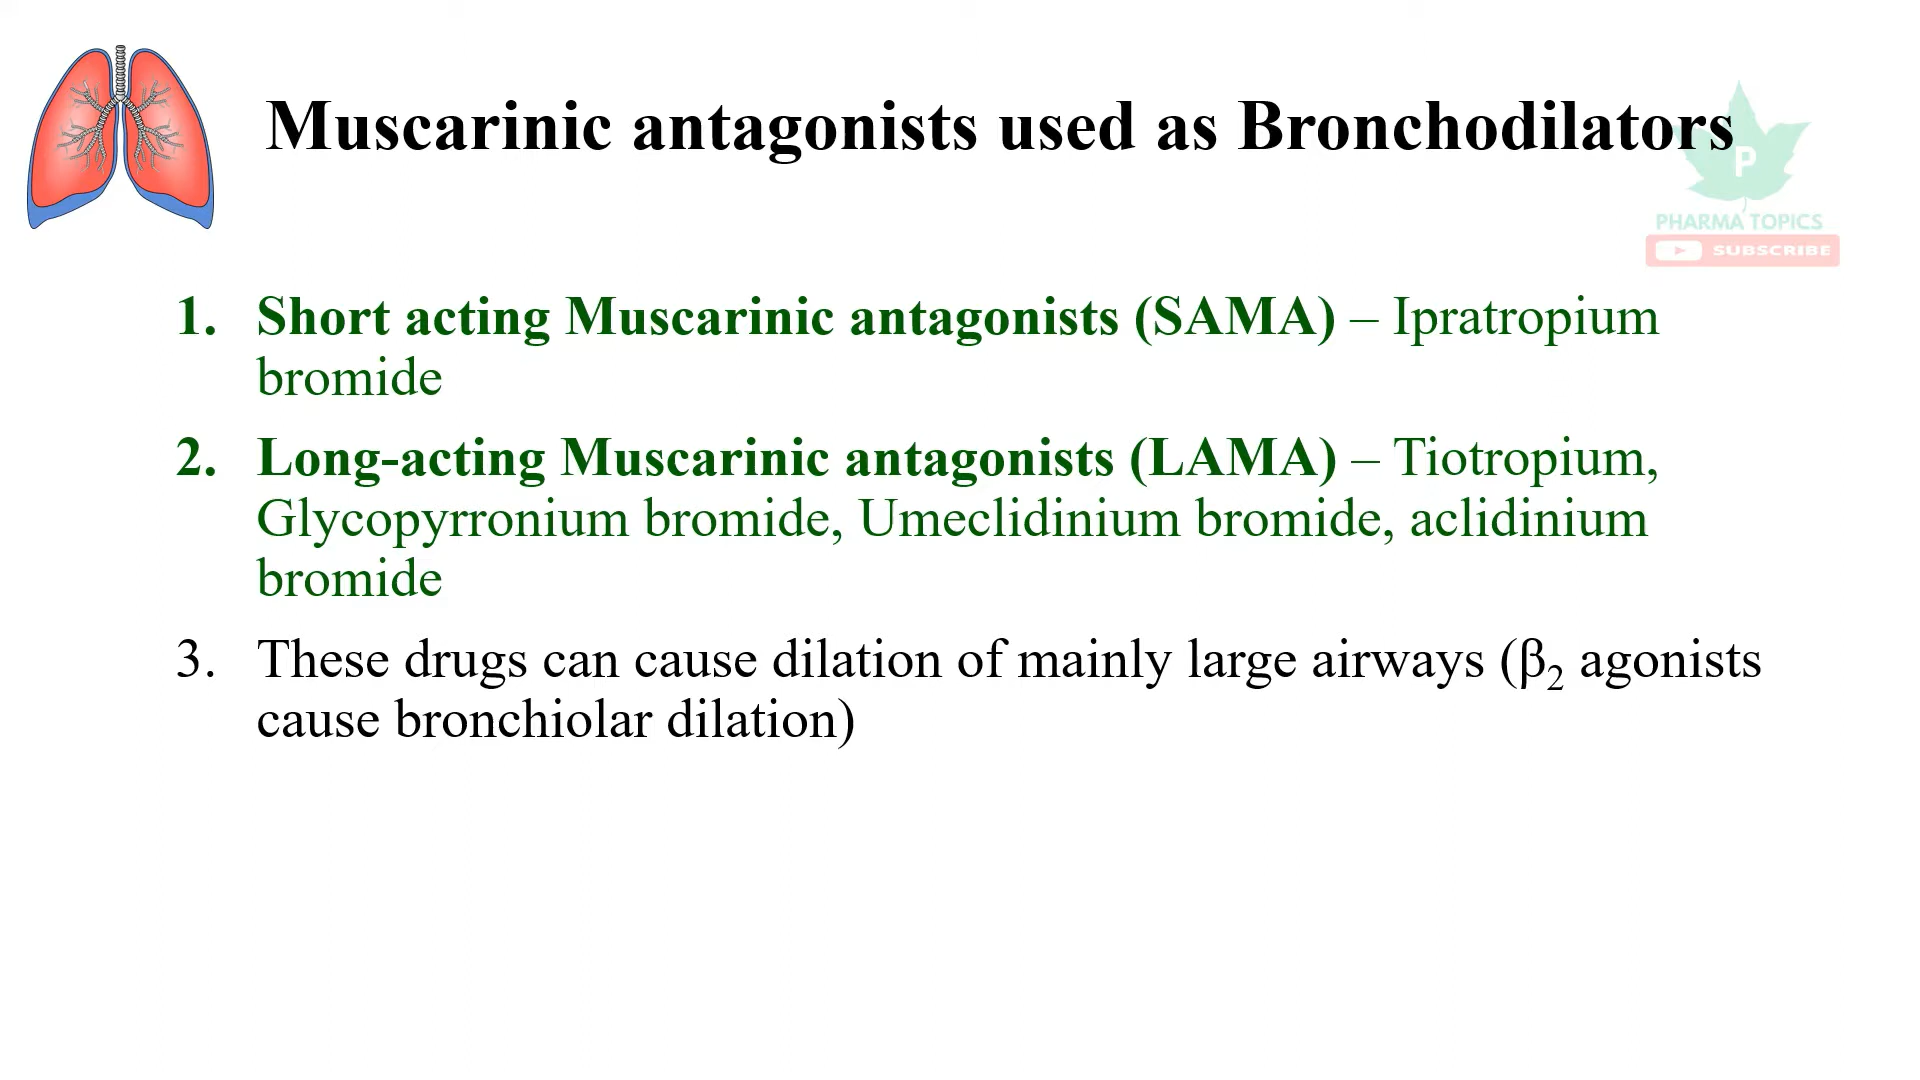 Muscarinic antagonists used as Bronchodilators
P
PHARMA TOPICS
SUBSCRIBE
1. Short acting Muscarinic antagonists (SAMA) – Ipratropium
bromide
2. Long-acting Muscarinic antagonists (LAMA) – Tiotropium,
Glycopyrronium bromide, Umeclidinium bromide, aclidinium
bromide
3. These drugs can cause dilation of mainly large airways (β₂ agonists
cause bronchiolar dilation)